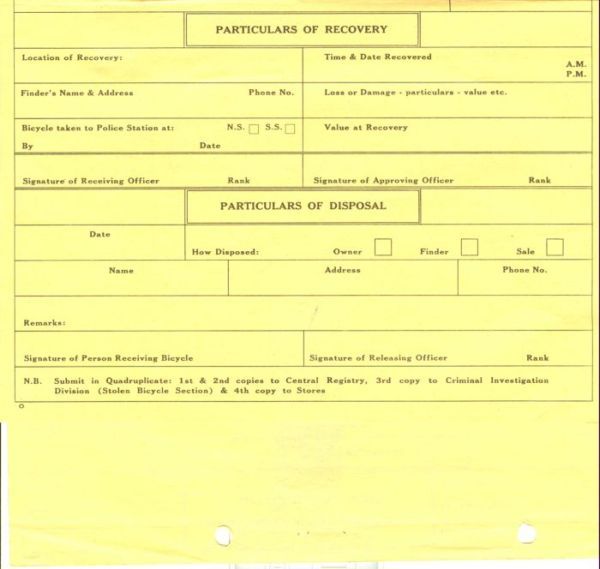 PARTICULARS OF RECOVERY
Location of Recovery: Time & Date Recovered
A.M.
P.M.
Finder's Name & Address Phone No. Loss or Damage - particulars - value etc.
Bicycle taken to Police Station at: N.S. S.S. Value at Recovery
By Date
Signature of Receiving Officer Rank Signature of Approving Officer Rank
PARTICULARS OF DISPOSAL
Date
How Disposed: Owner Finder Sale
Name Address Phone No.
Remarks:
Signature of Person Receiving Bicycle Signature of Releasing Officer Rank
N.B. Submit in Quadruplicate: 1st & 2nd copies to Central Registry, 3rd copy to Criminal Investigation
Division (Stolen Bicycle Section) & 4th copy to Stores